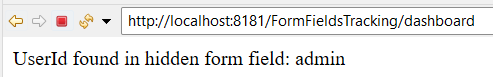 http://localhost:8181/FormFieldsTracking/dashboard
UserId found in hidden form field: admin